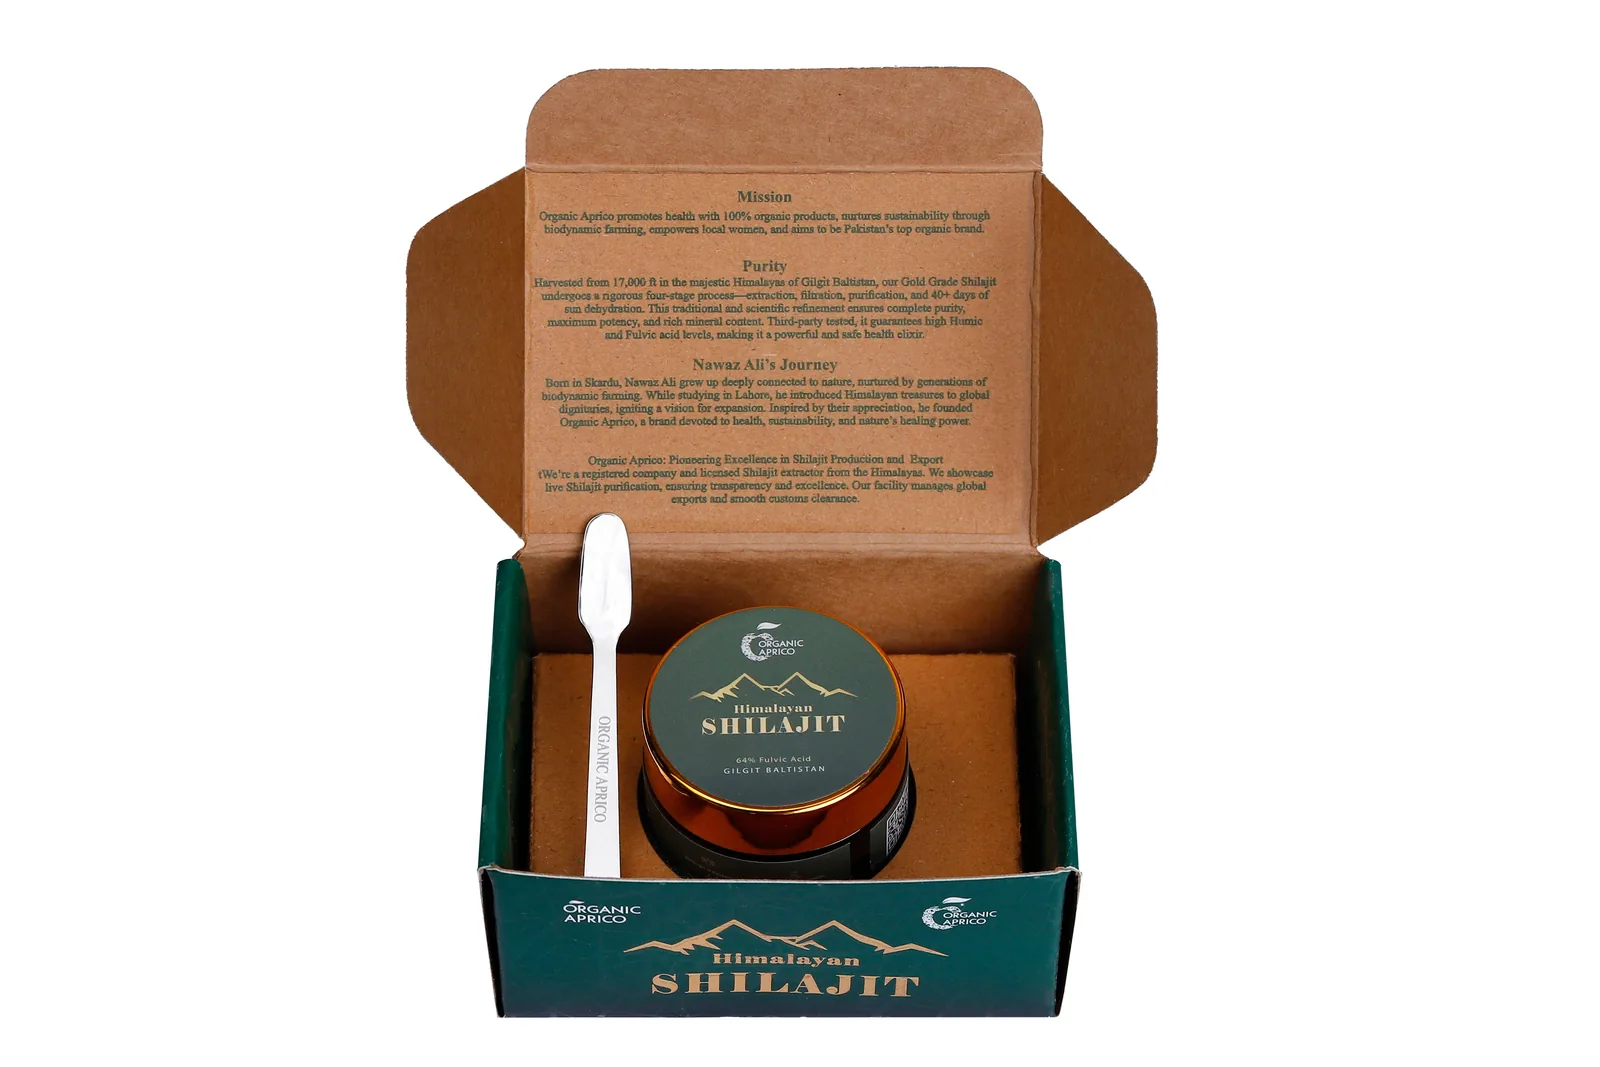 Mission
Organic Aprico promotes health with 100% organic products, nurtures sustainability through
biodynamic farming, empowers local women, and aims to be Pakistan's top organic brand.
Purity
Harvested from 17,000 ft in the majestic Himalayas of Gilgit Baltistan, our Gold Grade Shilajit
undergoes a rigorous four-stage process—extraction, filtration, purification, and 40+ days of
sun dehydration. This traditional and scientific refinement ensures complete purity,
maximum potency, and rich mineral content. Third-party tested, it guarantees high Humic
and Fulvic acid levels, making it a powerful and safe health elixir.
Nawaz Ali's Journey
Born in Skardu, Nawaz Ali grew up deeply connected to nature, nurtured by generations of
biodynamic farming. While studying in Lahore, he introduced Himalayan treasures to global
dignitaries, igniting a vision for expansion. Inspired by their appreciation, he founded
Organic Aprico, a brand devoted to health, sustainability, and nature's healing power.
Organic Aprico: Pioneering Excellence in Shilajit Production and Export
tWe're a registered company and licensed Shilajit extractor from the Himalayas. We showcase
live Shilajit purification, ensuring transparency and excellence. Our facility manages global
exports and smooth customs clearance.
ORGANIC APRICO
ORGANIC
APRICO
Himalayan
SHILAJIT
64% Fulvic Acid
GILGIT BALTISTAN
ORGANIC
APRICO
ORGANIC
APRICO
Himalayan
SHILAJIT